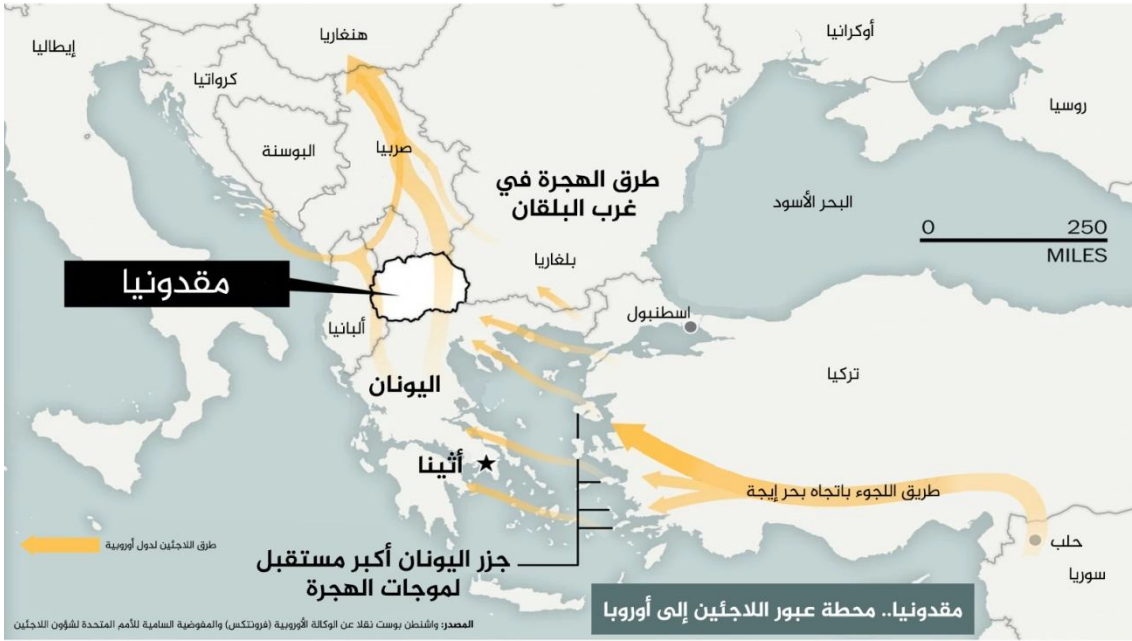 هنغاريا
أوكرانيا
إيطاليا
كرواتيا
روسيا
صربيا
البوسنة
طرق الهجرة في
غرب البلقان
البحر الأسود
0 250
MILES
بلغاريا
مقدونيا
اسطنبول
ألبانيا
تركيا
اليونان
أثينا
طريق اللجوء باتجاه بحر إيجة
حلب
سوريا
طرق اللاجئين لدول أوروبية
جزر اليونان أكبر مستقبل
لموجات الهجرة
مقدونيا.. محطة عبور اللاجئين إلى أوروبا
المصدر: واشنطن بوست نقلا عن الوكالة الأوروبية (فرونتكس) والمفوضية السامية للأمم المتحدة لشؤون اللاجئين